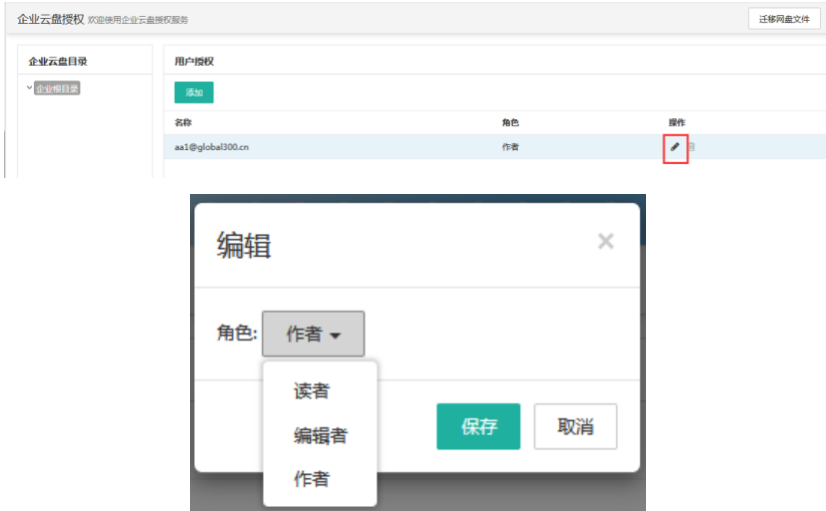 企业云盘授权 欢迎使用企业云盘授权服务 迁移网盘文件
企业云盘目录 用户授权
企业根目录 添加
名称 角色 操作
aa1@global300.cn 作者
编辑 ×
角色: 作者
读者
编辑者
作者
保存 取消